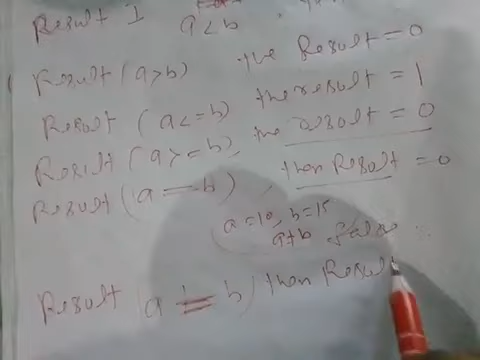 Result I a<b
Result (a>b) the Result = 0
Result (a<=b) the result = 1
Result (a>=b), the result = 0
Result (a == b), then Result = 0
a=10, b=15
a≠b false
Result (a != b) then Result